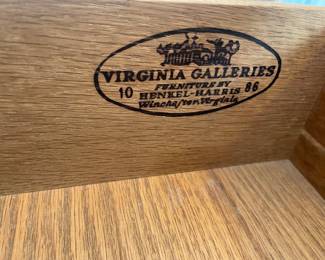 VIRGINIA GALLERIES
FURNITURE BY
10 HENKEL-HARRIS 86
Winchester Virginia